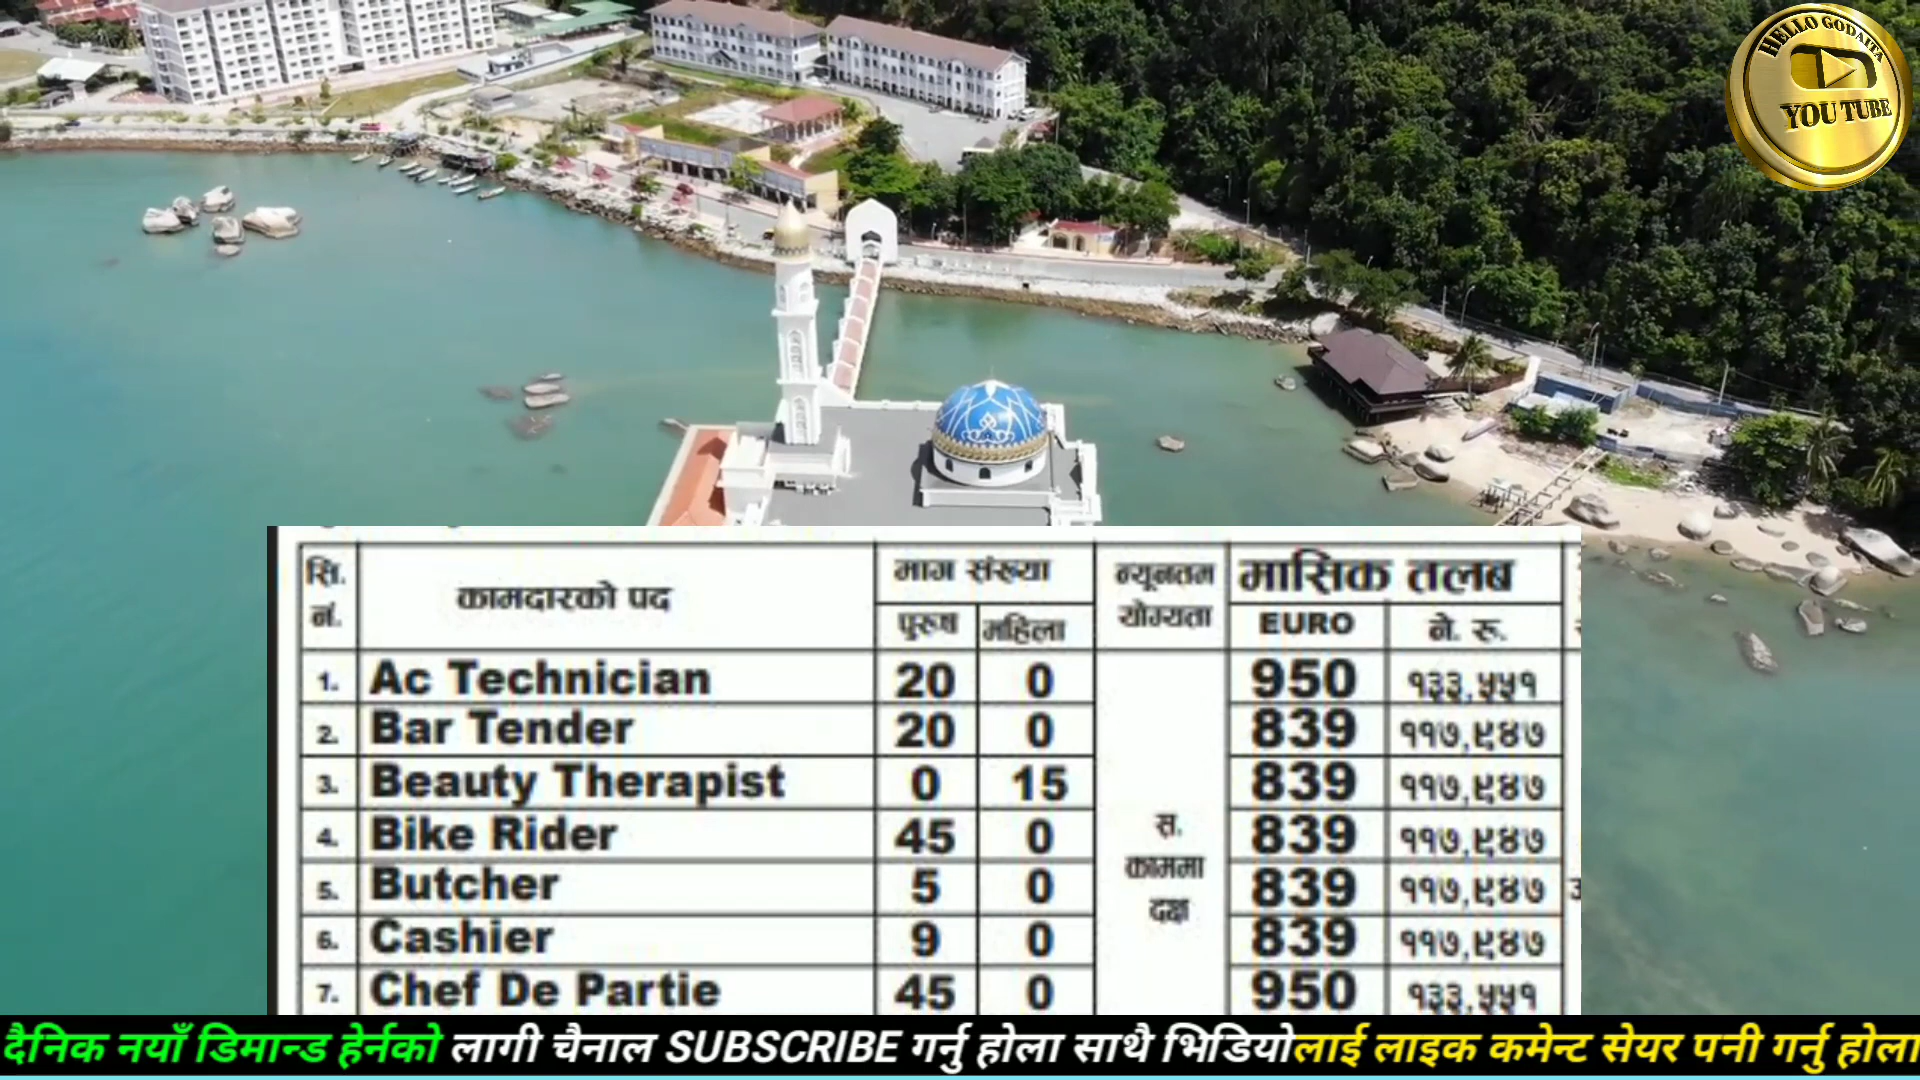 HELLO GODAITA
YOU TUBE
सि. नं. कामदारको पद माग संख्या न्यूनतम योग्यता मासिक तलब
पुरुष महिला EURO ने. रु.
1. Ac Technician 20 0 950 १३३,५५१
2. Bar Tender 20 0 839 ११७,९४७
3. Beauty Therapist 0 15 839 ११७,९४७
4. Bike Rider 45 0 स. 839 ११७,९४७
5. Butcher 5 0 काममा 839 ११७,९४७
6. Cashier 9 0 दक्ष 839 ११७,९४७
7. Chef De Partie 45 0 950 १३३,५५१
दैनिक नयाँ डिमान्ड हेर्नको लागी चैनाल SUBSCRIBE गर्नु होला साथै भिडियोलाई लाइक कमेन्ट सेयर पनी गर्नु होला